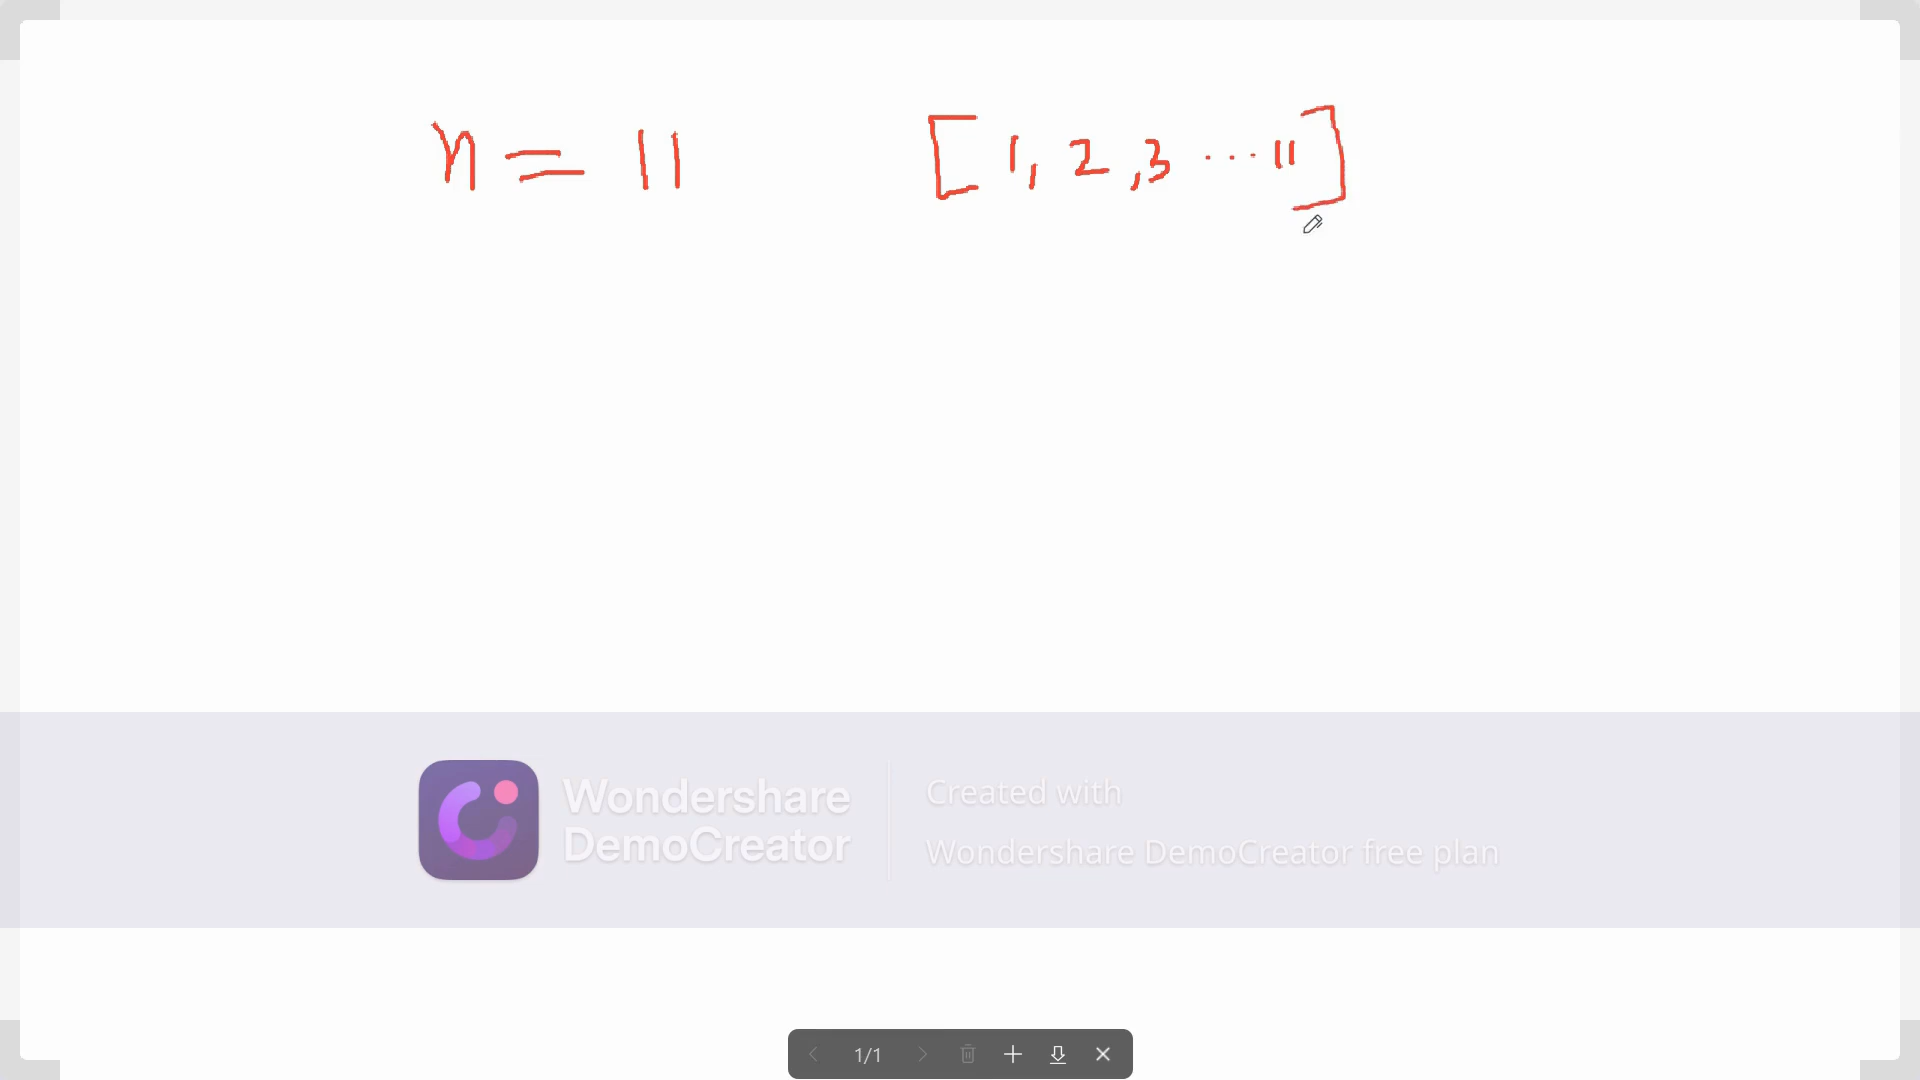 n = 11 [1, 2, 3 ... 11]
Wondershare
DemoCreator
Created with
Wondershare DemoCreator free plan
1/1